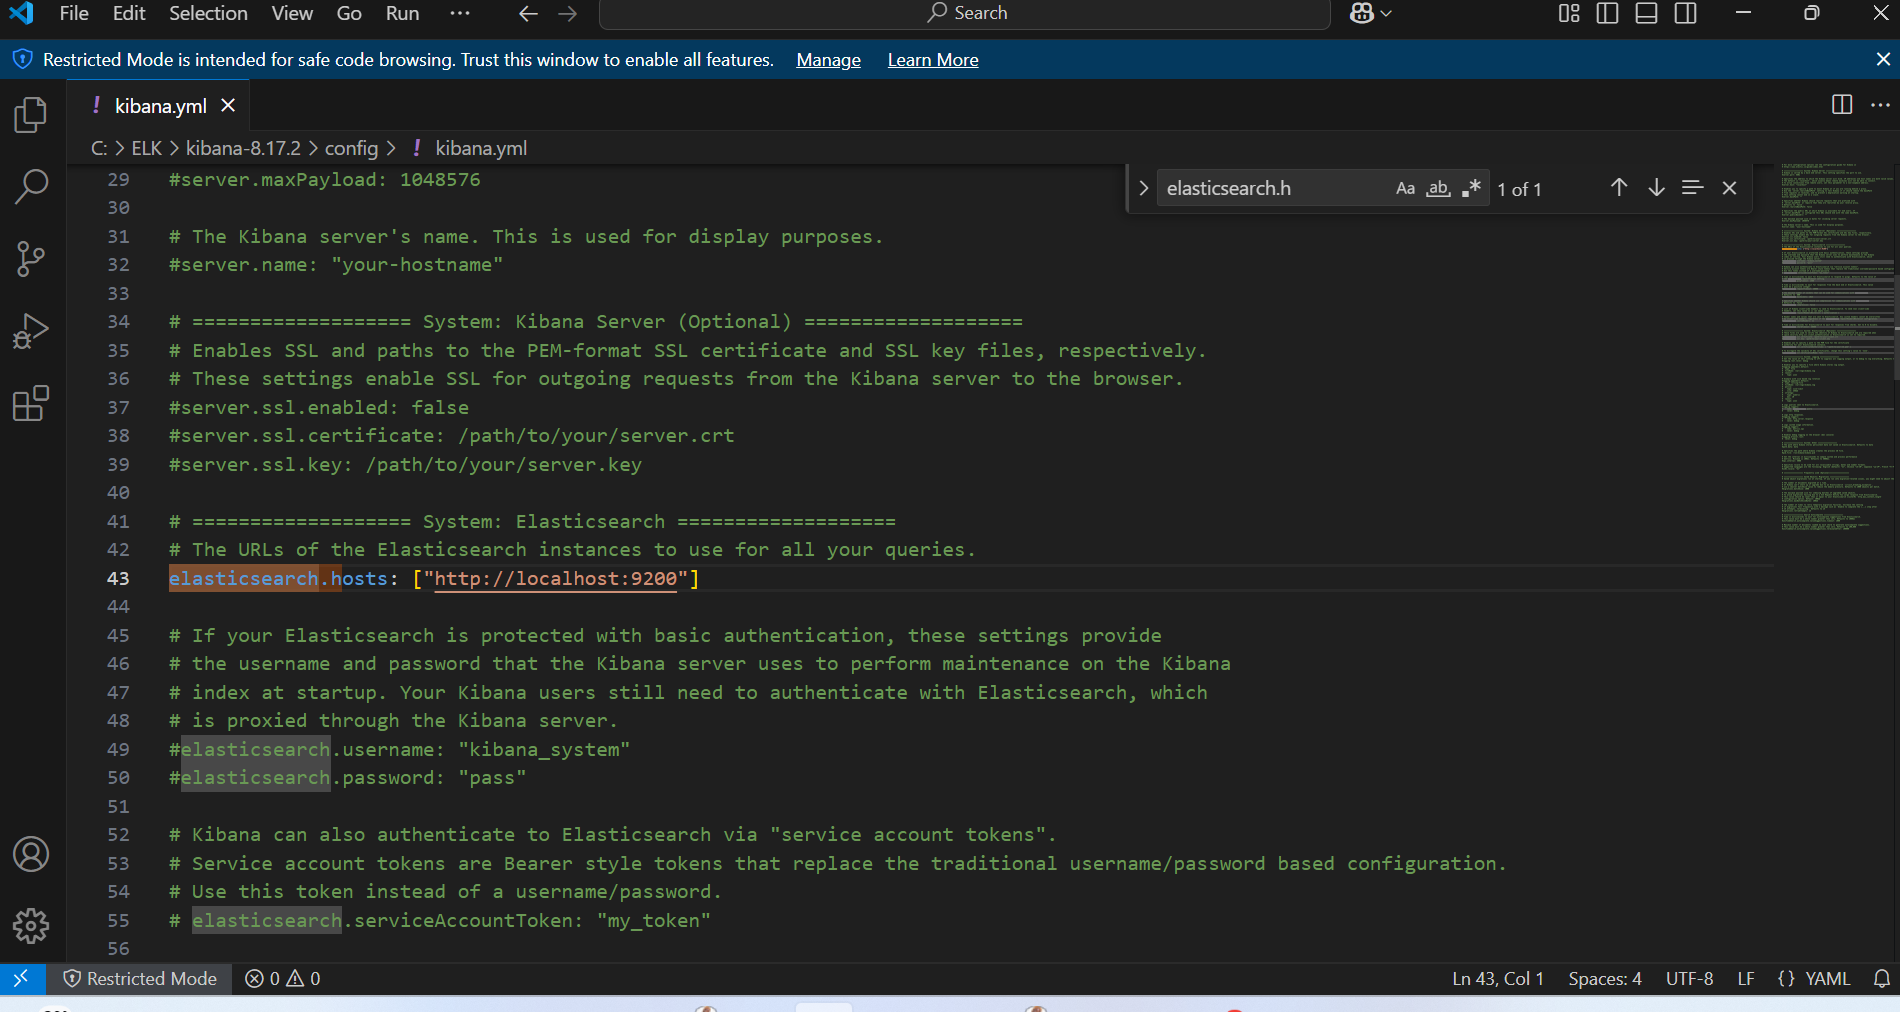 File Edit Selection View Go Run ··· Search
Restricted Mode is intended for safe code browsing. Trust this window to enable all features. Manage Learn More
! kibana.yml
C: > ELK > kibana-8.17.2 > config > ! kibana.yml
elasticsearch.h Aa ab 1 of 1
29 #server.maxPayload: 1048576
30
31 # The Kibana server's name. This is used for display purposes.
32 #server.name: "your-hostname"
33
34 # =================== System: Kibana Server (Optional) ===================
35 # Enables SSL and paths to the PEM-format SSL certificate and SSL key files, respectively.
36 # These settings enable SSL for outgoing requests from the Kibana server to the browser.
37 #server.ssl.enabled: false
38 #server.ssl.certificate: /path/to/your/server.crt
39 #server.ssl.key: /path/to/your/server.key
40
41 # =================== System: Elasticsearch ===================
42 # The URLs of the Elasticsearch instances to use for all your queries.
43 elasticsearch.hosts: ["http://localhost:9200"]
44
45 # If your Elasticsearch is protected with basic authentication, these settings provide
46 # the username and password that the Kibana server uses to perform maintenance on the Kibana
47 # index at startup. Your Kibana users still need to authenticate with Elasticsearch, which
48 # is proxied through the Kibana server.
49 #elasticsearch.username: "kibana_system"
50 #elasticsearch.password: "pass"
51
52 # Kibana can also authenticate to Elasticsearch via "service account tokens".
53 # Service account tokens are Bearer style tokens that replace the traditional username/password based configuration.
54 # Use this token instead of a username/password.
55 # elasticsearch.serviceAccountToken: "my_token"
56
Restricted Mode 0 0 Ln 43, Col 1 Spaces: 4 UTF-8 LF {} YAML